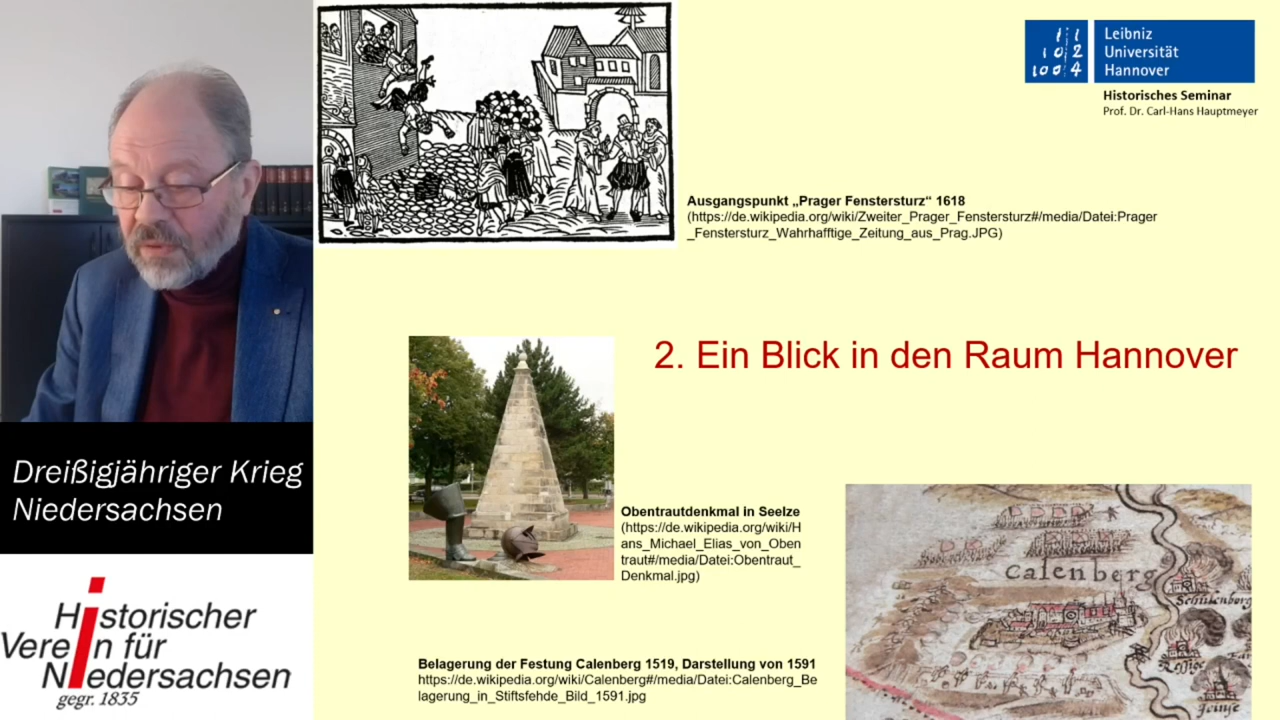 Leibniz
Universität
Hannover
Historisches Seminar
Prof. Dr. Carl-Hans Hauptmeyer
Ausgangspunkt „Prager Fenstersturz“ 1618
(https://de.wikipedia.org/wiki/Zweiter_Prager_Fenstersturz#/media/Datei:Prager
_Fenstersturz_Wahrhafftige_Zeitung_aus_Prag.JPG)
2. Ein Blick in den Raum Hannover
Obentrautdenkmal in Seelze
(https://de.wikipedia.org/wiki/H
ans_Michael_Elias_von_Oben
traut#/media/Datei:Obentraut_
Denkmal.jpg)
Dreißigjähriger Krieg
Niedersachsen
Historischer
Verein für
Niedersachsen
gegr. 1835
Calenberg
Schulenborg
Belagerung der Festung Calenberg 1519, Darstellung von 1591
https://de.wikipedia.org/wiki/Calenberg#/media/Datei:Calenberg_Be
lagerung_in_Stiftsfehde_Bild_1591.jpg